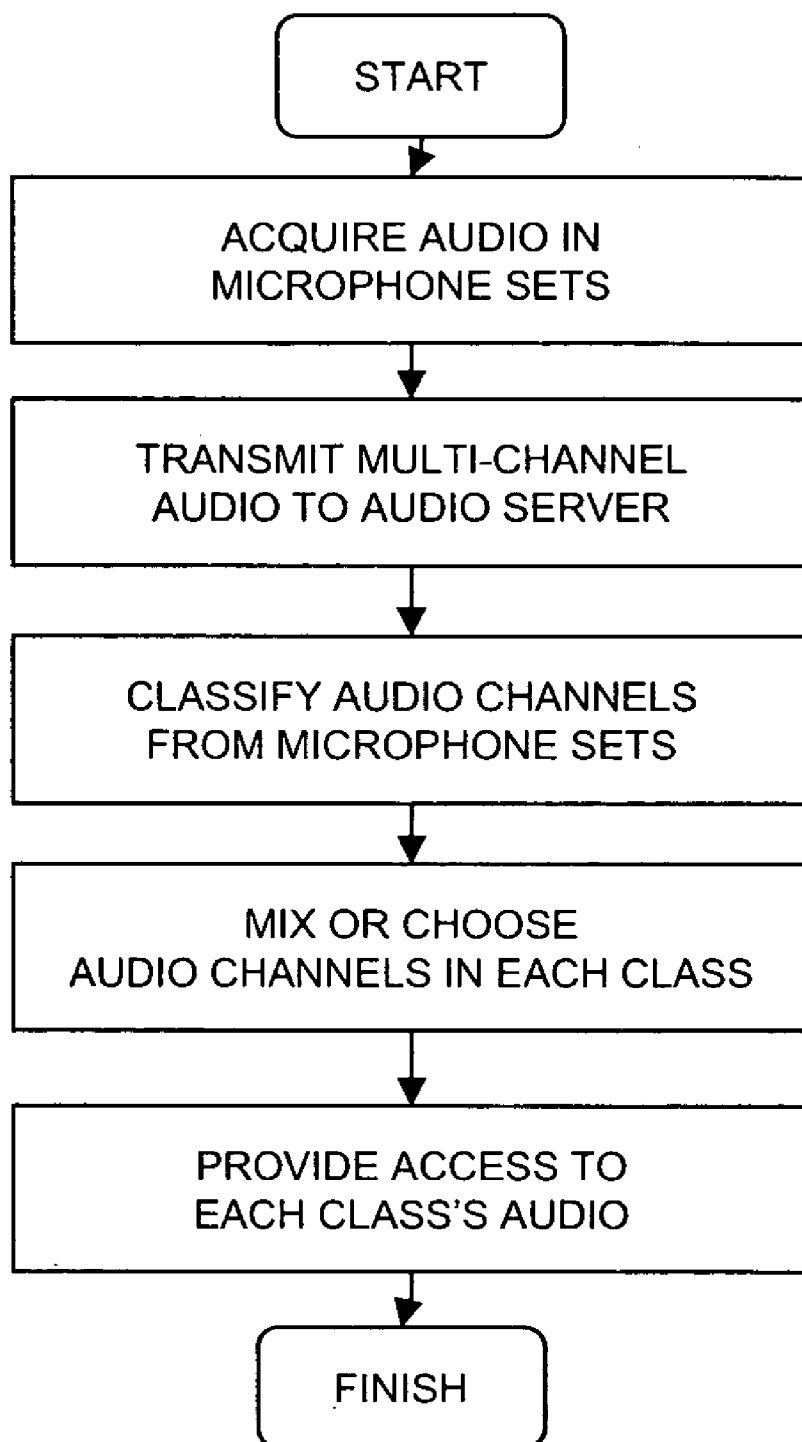 START
ACQUIRE AUDIO IN
MICROPHONE SETS
TRANSMIT MULTI-CHANNEL
AUDIO TO AUDIO SERVER
CLASSIFY AUDIO CHANNELS
FROM MICROPHONE SETS
MIX OR CHOOSE
AUDIO CHANNELS IN EACH CLASS
PROVIDE ACCESS TO
EACH CLASS'S AUDIO
FINISH